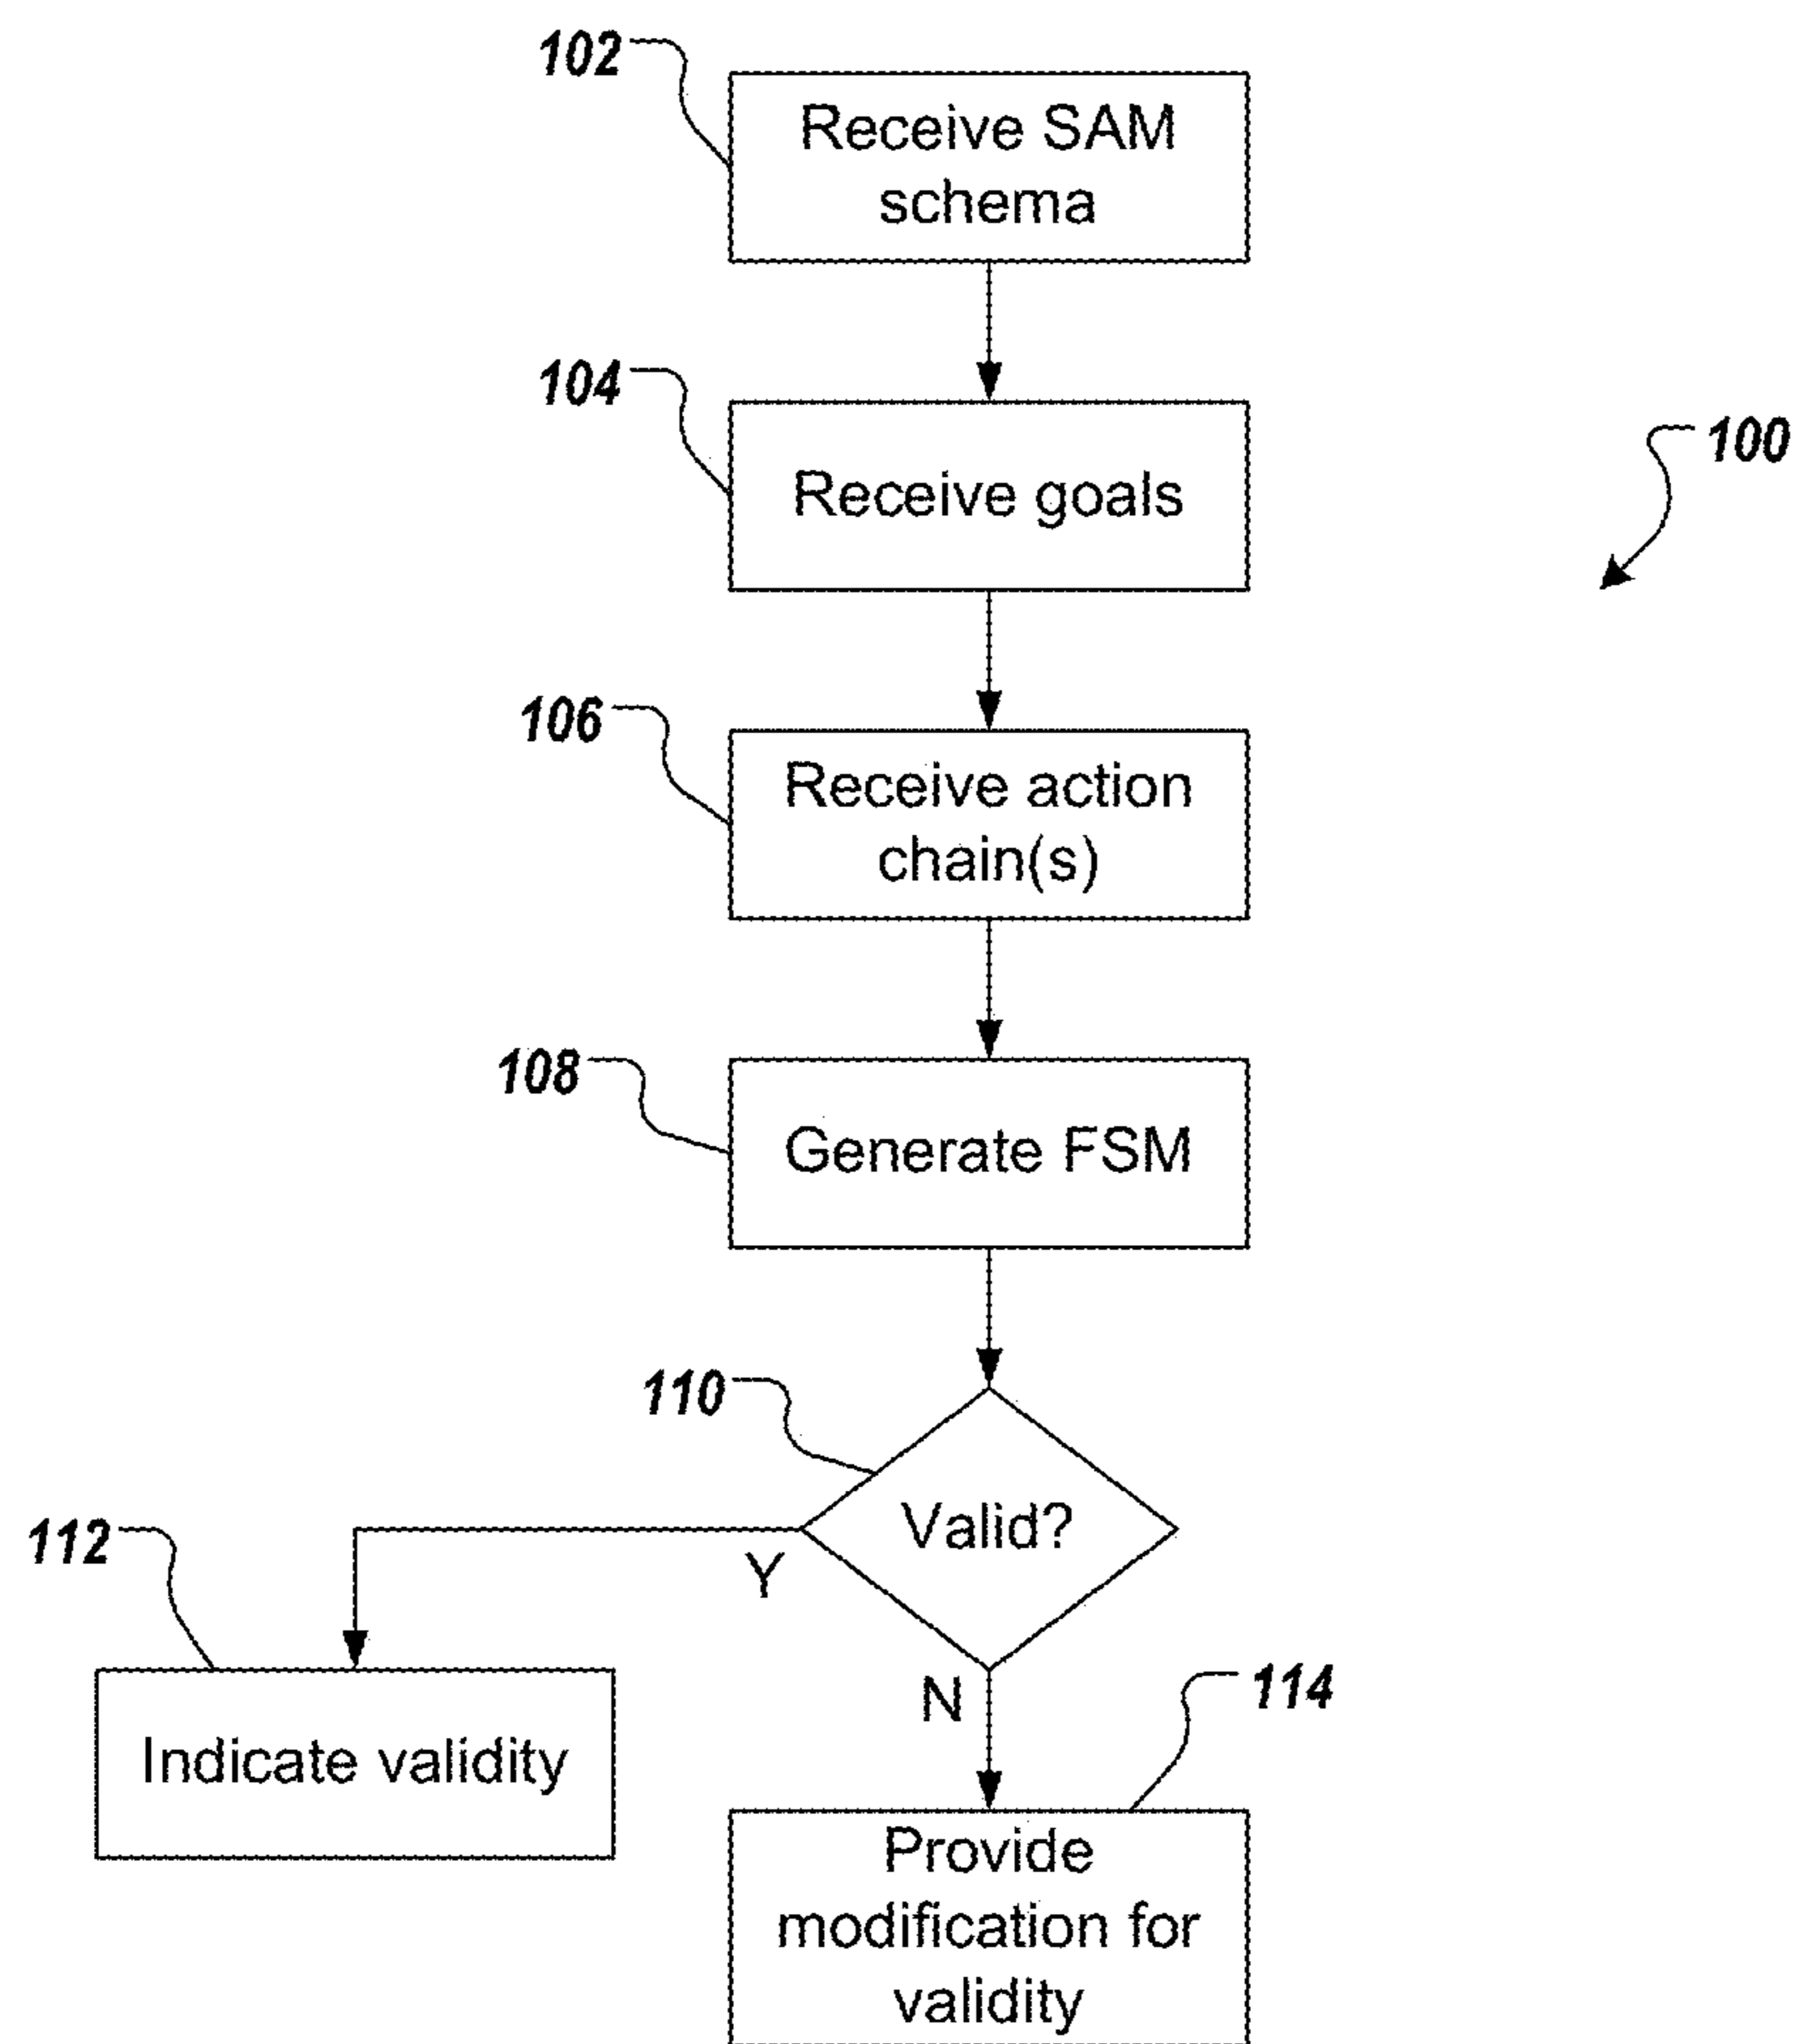 102
Receive SAM
schema
104
Receive goals
100
106
Receive action
chain(s)
108
Generate FSM
110
Valid?
112
Y
Indicate validity
N
114
Provide
modification for
validity